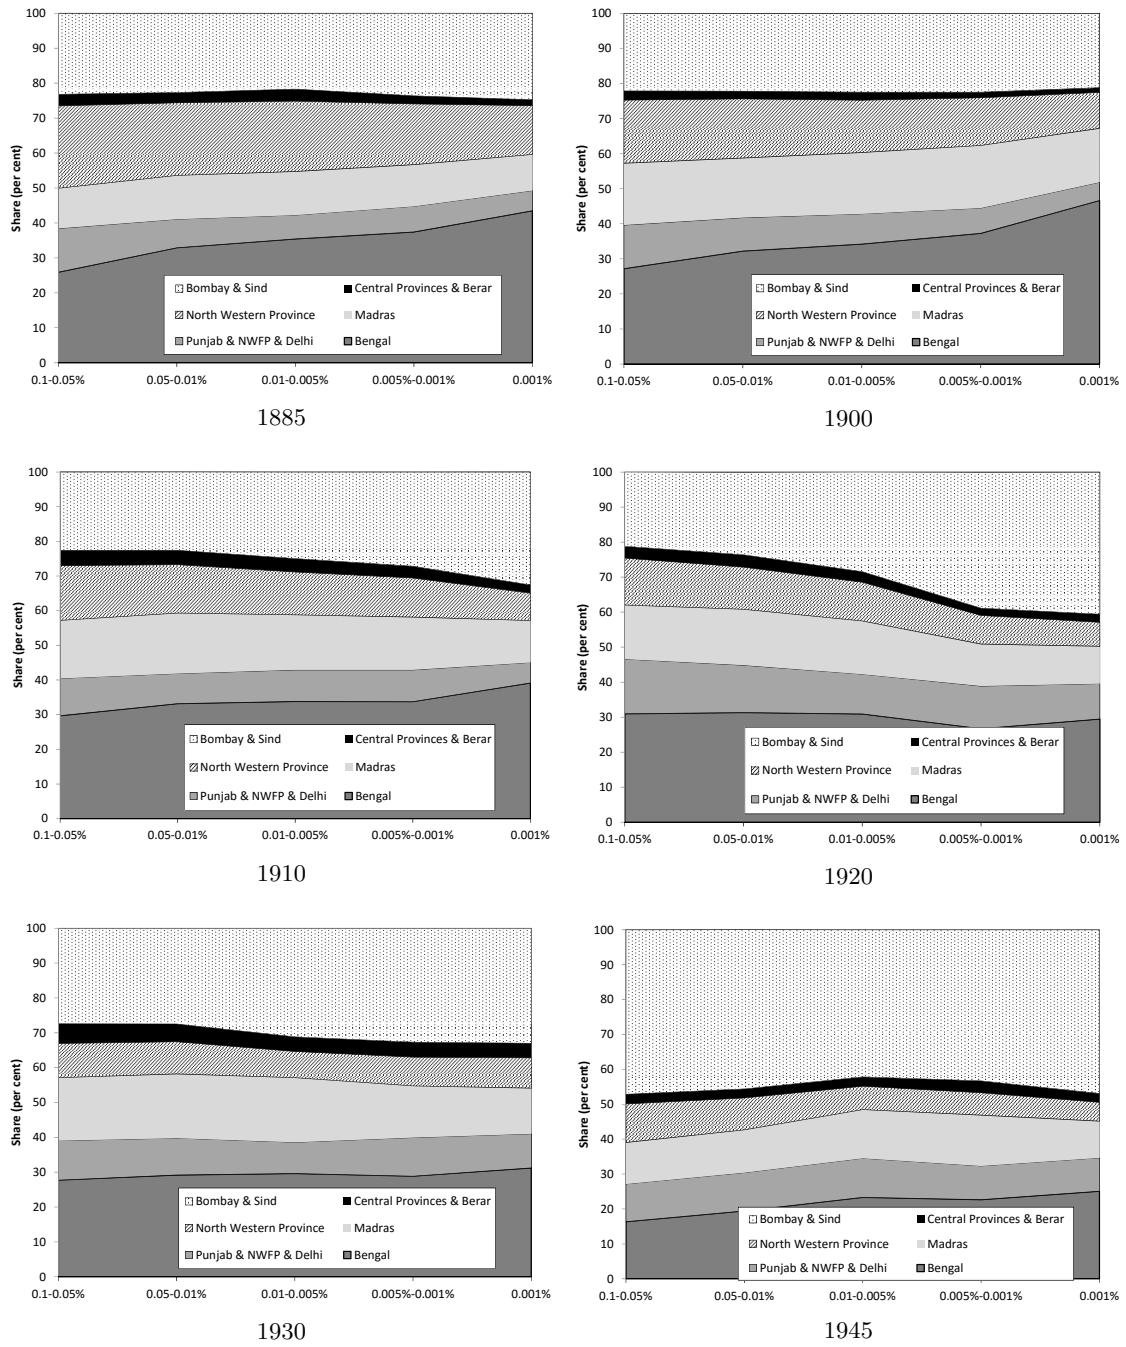 100
90
80
70
60
50
40
30
20
10
0
Share (per cent)
Bombay & Sind Central Provinces & Berar
North Western Province Madras
Punjab & NWFP & Delhi Bengal
0.1-0.05% 0.05-0.01% 0.01-0.005% 0.005%-0.001% 0.001%
1885
100
90
80
70
60
50
40
30
20
10
0
Share (per cent)
Bombay & Sind Central Provinces & Berar
North Western Province Madras
Punjab & NWFP & Delhi Bengal
0.1-0.05% 0.05-0.01% 0.01-0.005% 0.005%-0.001% 0.001%
1900
100
90
80
70
60
50
40
30
20
10
0
Share (per cent)
Bombay & Sind Central Provinces & Berar
North Western Province Madras
Punjab & NWFP & Delhi Bengal
0.1-0.05% 0.05-0.01% 0.01-0.005% 0.005%-0.001% 0.001%
1910
100
90
80
70
60
50
40
30
20
10
0
Share (per cent)
Bombay & Sind Central Provinces & Berar
North Western Province Madras
Punjab & NWFP & Delhi Bengal
0.1-0.05% 0.05-0.01% 0.01-0.005% 0.005%-0.001% 0.001%
1920
100
90
80
70
60
50
40
30
20
10
0
Share (per cent)
Bombay & Sind Central Provinces & Berar
North Western Province Madras
Punjab & NWFP & Delhi Bengal
0.1-0.05% 0.05-0.01% 0.01-0.005% 0.005%-0.001% 0.001%
1930
100
90
80
70
60
50
40
30
20
10
0
Share (per cent)
Bombay & Sind Central Provinces & Berar
North Western Province Madras
Punjab & NWFP & Delhi Bengal
0.1-0.05% 0.05-0.01% 0.01-0.005% 0.005%-0.001% 0.001%
1945